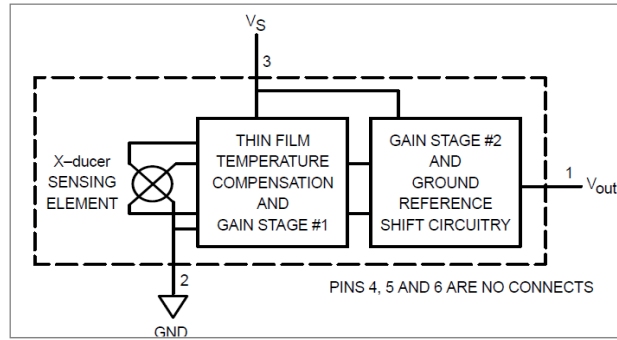 VS
3
X–ducer
SENSING
ELEMENT
THIN FILM
TEMPERATURE
COMPENSATION
AND
GAIN STAGE #1
GAIN STAGE #2
AND
GROUND
REFERENCE
SHIFT CIRCUITRY
1
Vout
2
PINS 4, 5 AND 6 ARE NO CONNECTS
GND